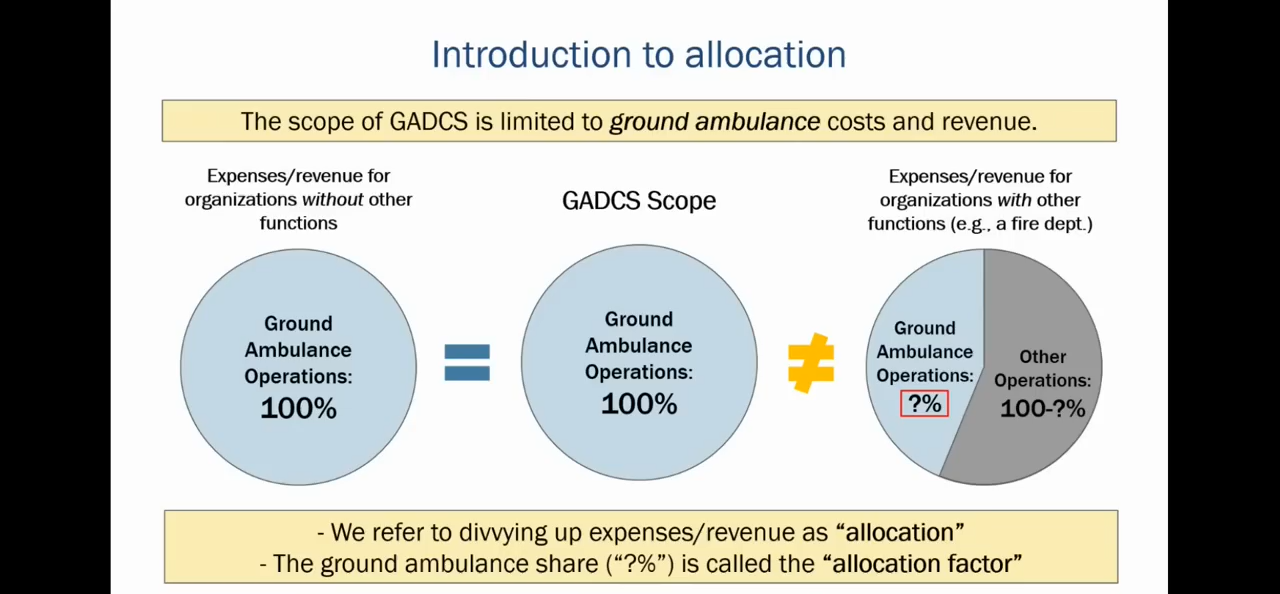 Introduction to allocation
The scope of GADCS is limited to ground ambulance costs and revenue.
Expenses/revenue for
organizations without other
functions
GADCS Scope
Expenses/revenue for
organizations with other
functions (e.g., a fire dept.)
Ground
Ambulance
Operations:
100%
=
Ground
Ambulance
Operations:
100%
≠
Ground
Ambulance
Operations:
?%
Other
Operations:
100-?%
- We refer to divvying up expenses/revenue as “allocation”
- The ground ambulance share (“?%”) is called the “allocation factor”